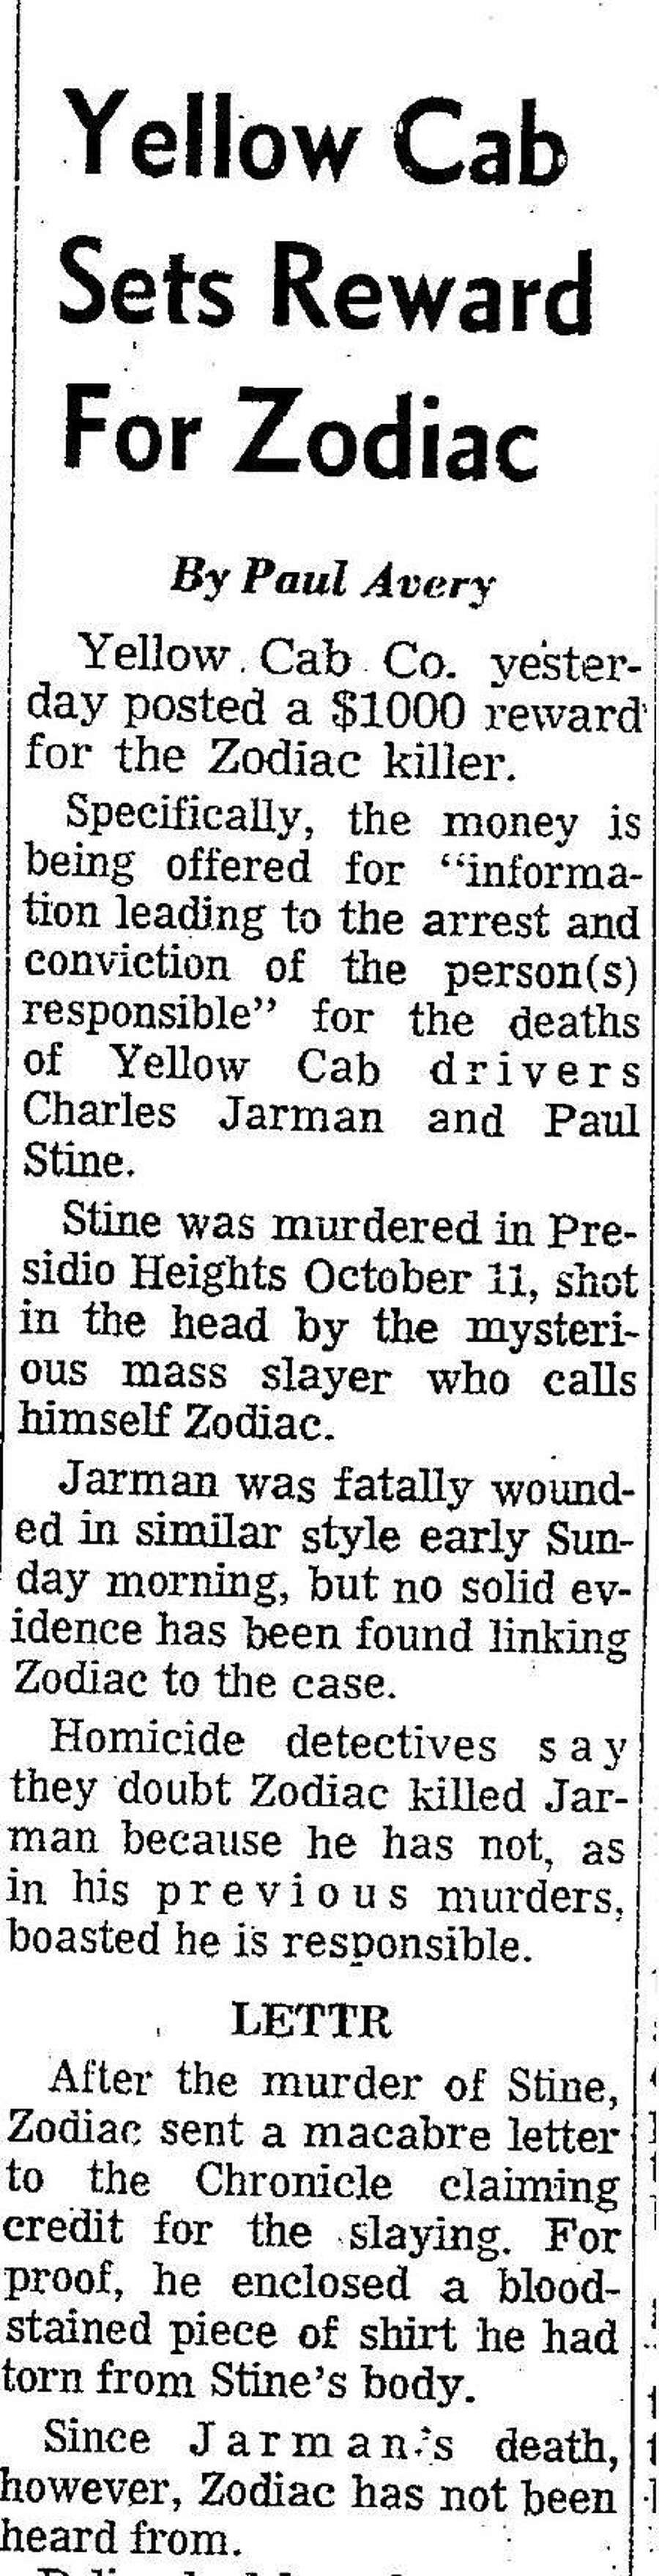 Yellow Cab
Sets Reward
For Zodiac
By Paul Avery
Yellow Cab Co. yester-
day posted a $1000 reward
for the Zodiac killer.
Specifically, the money is
being offered for "informa-
tion leading to the arrest and
conviction of the person(s)
responsible" for the deaths
of Yellow Cab drivers
Charles Jarman and Paul
Stine.
Stine was murdered in Pre-
sidio Heights October 11, shot
in the head by the mysteri-
ous mass slayer who calls
himself Zodiac.
Jarman was fatally wound-
ed in similar style early Sun-
day morning, but no solid ev-
idence has been found linking
Zodiac to the case.
Homicide detectives say
they doubt Zodiac killed Jar-
man because he has not, as
in his previous murders,
boasted he is responsible.
LETTR
After the murder of Stine,
Zodiac sent a macabre letter
to the Chronicle claiming
credit for the slaying. For
proof, he enclosed a blood-
stained piece of shirt he had
torn from Stine's body.
Since Jarman's death,
however, Zodiac has not been
heard from.